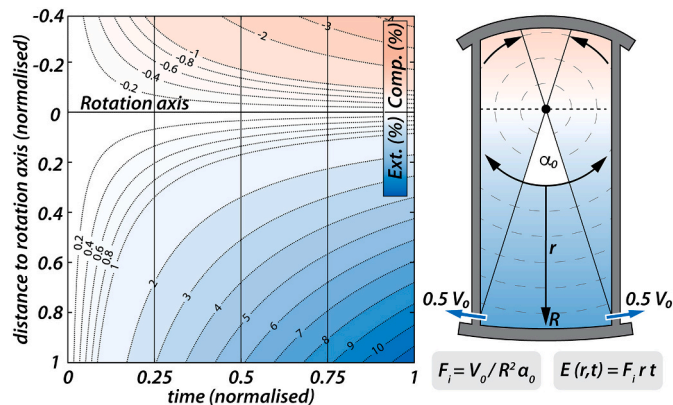 -0.4
-0.2
0
0.2
0.4
0.6
0.8
1
distance to rotation axis (normalised)
0
0.25
0.5
0.75
1
time (normalised)
Rotation axis
Comp. (%)
Ext. (%)
-0.2
-0.4
-0.6
-0.8
-1
-2
-3
-4
0.2
0.4
0.6
0.8
1
2
3
4
5
6
7
8
9
10
α₀
r
R
0.5 V₀
0.5 V₀
Fᵢ = V₀ / R² α₀
E (r,t) = Fᵢ r t